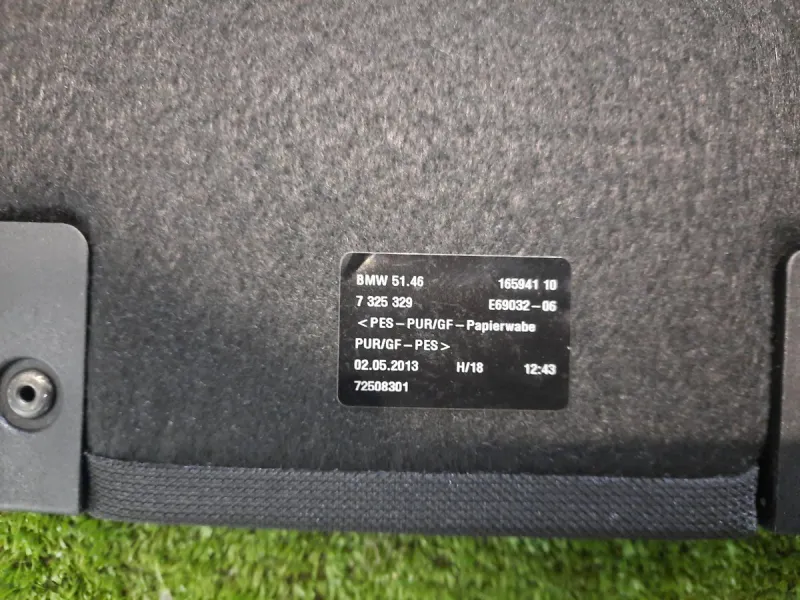 BMW 51.46 165941 10
7 325 329 E69032-06
<PES-PUR/GF-Papierwabe
PUR/GF-PES>
02.05.2013 H/18 12:43
72508301